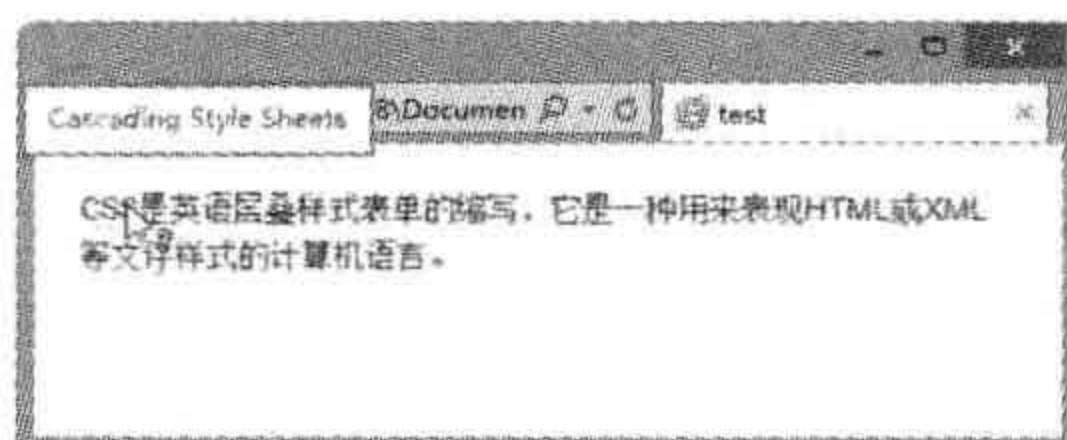 Cascading Style Sheets
8\Documen
test
CSS是英语层叠样式表单的缩写，它是一种用来表现HTML或XML
等文件样式的计算机语言。